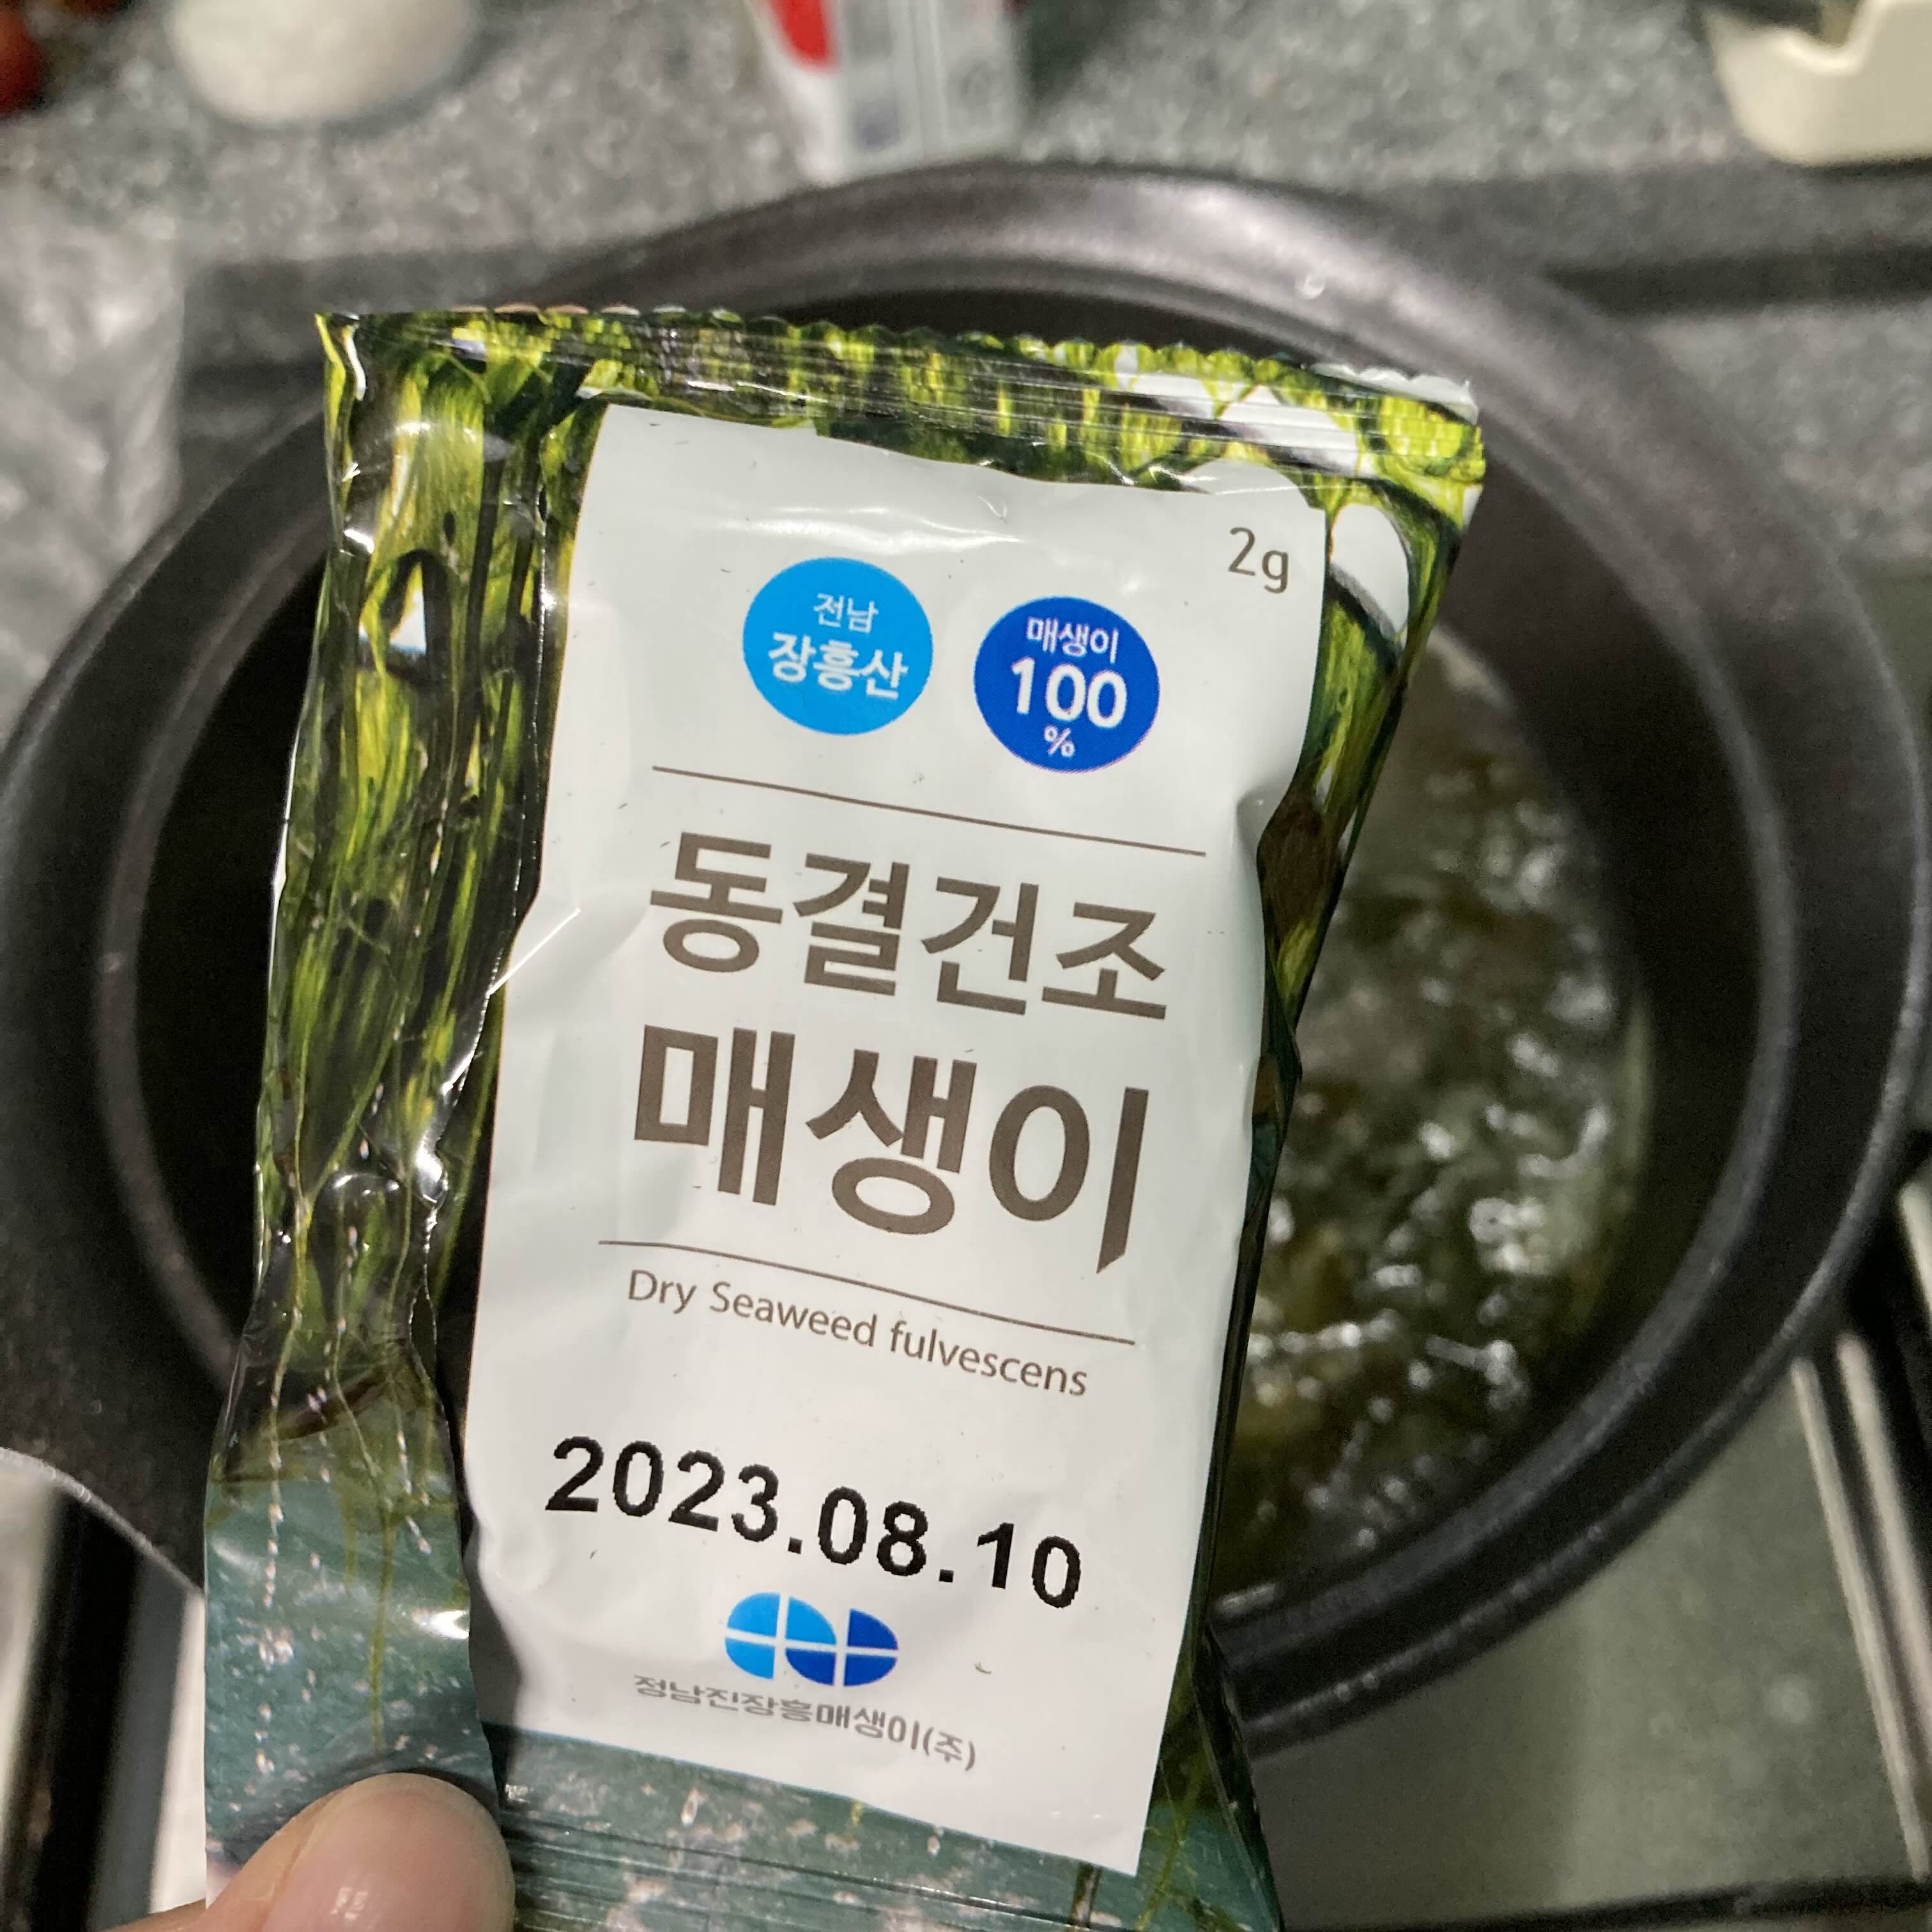 2g
전남
장흥산
매생이
100
%
동결건조
매생이
Dry Seaweed fulvescens
2023.08.10
정남진장흥매생이(주)